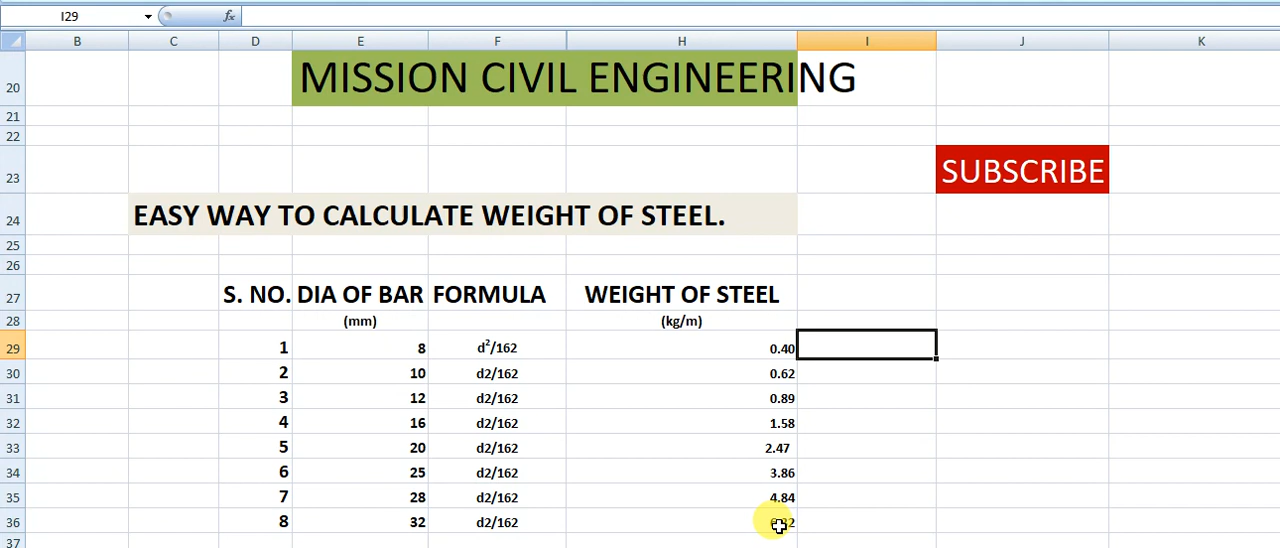 I29 fx
B C D E F H I J K
20 MISSION CIVIL ENGINEERING
21
22
23 SUBSCRIBE
24 EASY WAY TO CALCULATE WEIGHT OF STEEL.
25
26
27 S. NO. DIA OF BAR FORMULA WEIGHT OF STEEL
28 (mm) (kg/m)
29 1 8 d²/162 0.40
30 2 10 d2/162 0.62
31 3 12 d2/162 0.89
32 4 16 d2/162 1.58
33 5 20 d2/162 2.47
34 6 25 d2/162 3.86
35 7 28 d2/162 4.84
36 8 32 d2/162
37